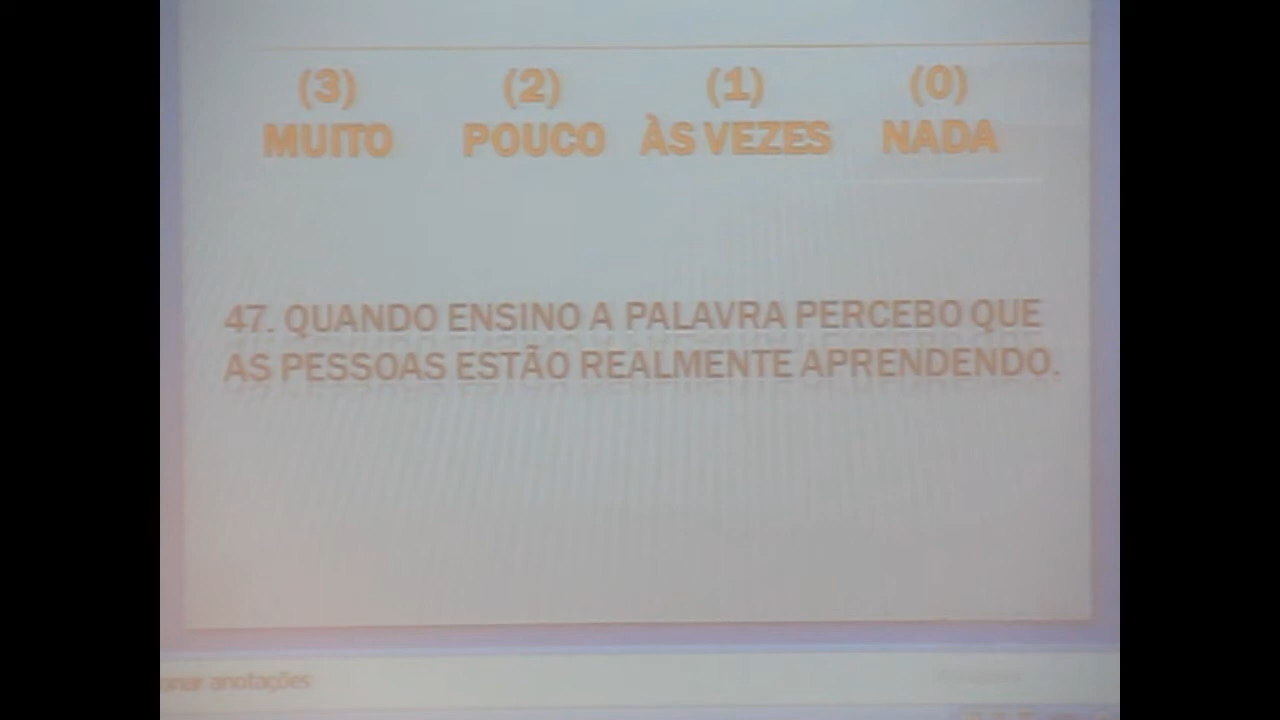 (3) (2) (1) (0)
MUITO POUCO ÀS VEZES NADA
47. QUANDO ENSINO A PALAVRA PERCEBO QUE
AS PESSOAS ESTÃO REALMENTE APRENDENDO.
anotações